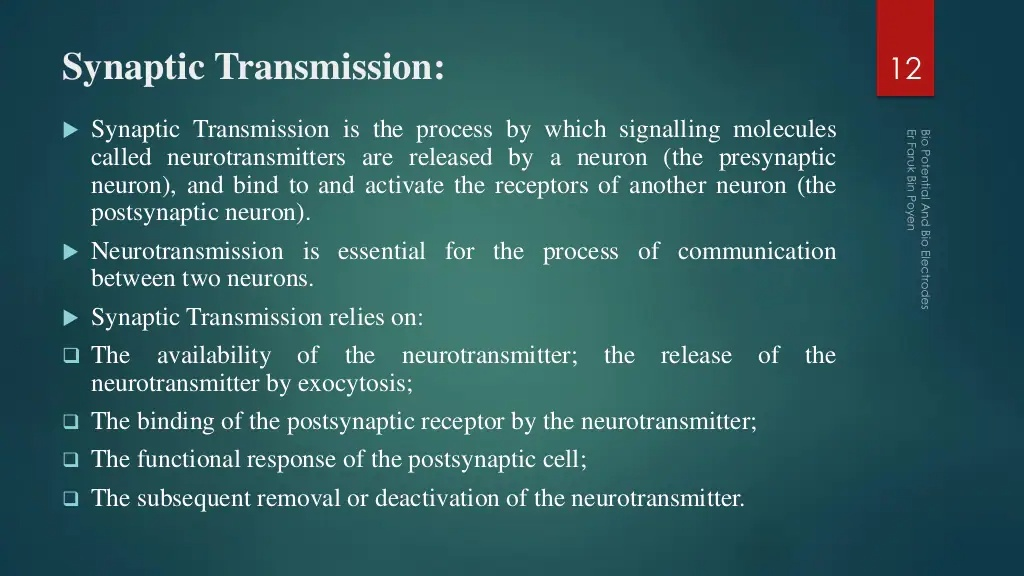 Synaptic Transmission:
12
Synaptic Transmission is the process by which signalling molecules
called neurotransmitters are released by a neuron (the presynaptic
neuron), and bind to and activate the receptors of another neuron (the
postsynaptic neuron).
Neurotransmission is essential for the process of communication
between two neurons.
Synaptic Transmission relies on:
The availability of the neurotransmitter; the release of the
neurotransmitter by exocytosis;
The binding of the postsynaptic receptor by the neurotransmitter;
The functional response of the postsynaptic cell;
The subsequent removal or deactivation of the neurotransmitter.
Bio Potential And Bio Electrodes
Er Faruk Bin Poyen